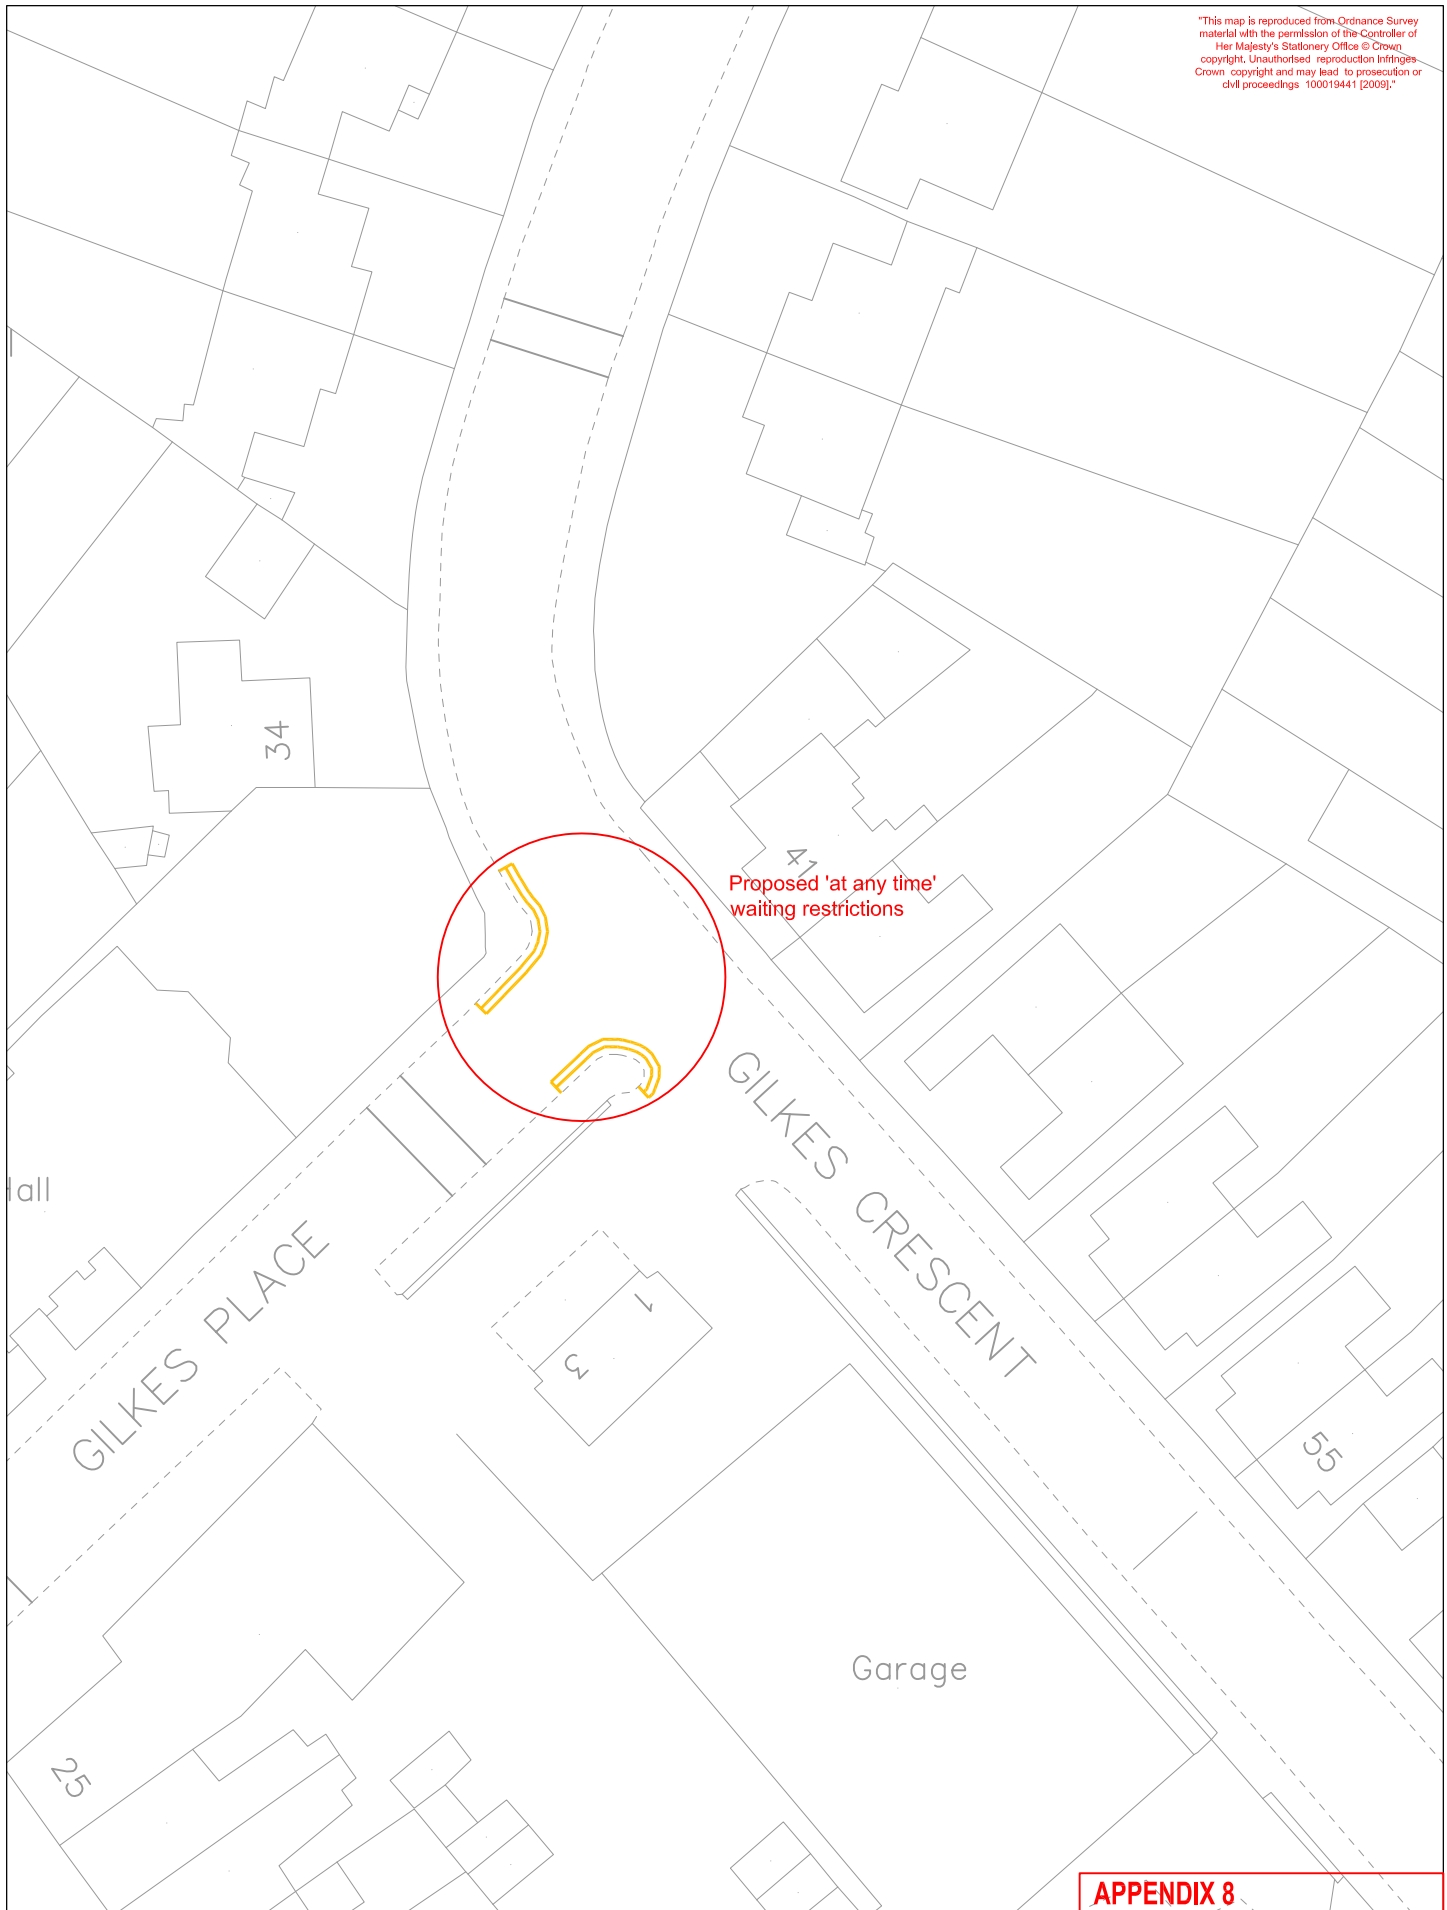 "This map is reproduced from Ordnance Survey
material with the permission of the Controller of
Her Majesty's Stationery Office © Crown
copyright. Unauthorised reproduction infringes
Crown copyright and may lead to prosecution or
civil proceedings 100019441 [2009]."
34
41
Proposed 'at any time'
waiting restrictions
GILKES CRESCENT
Hall
GILKES PLACE
1
3
55
Garage
25
APPENDIX 8